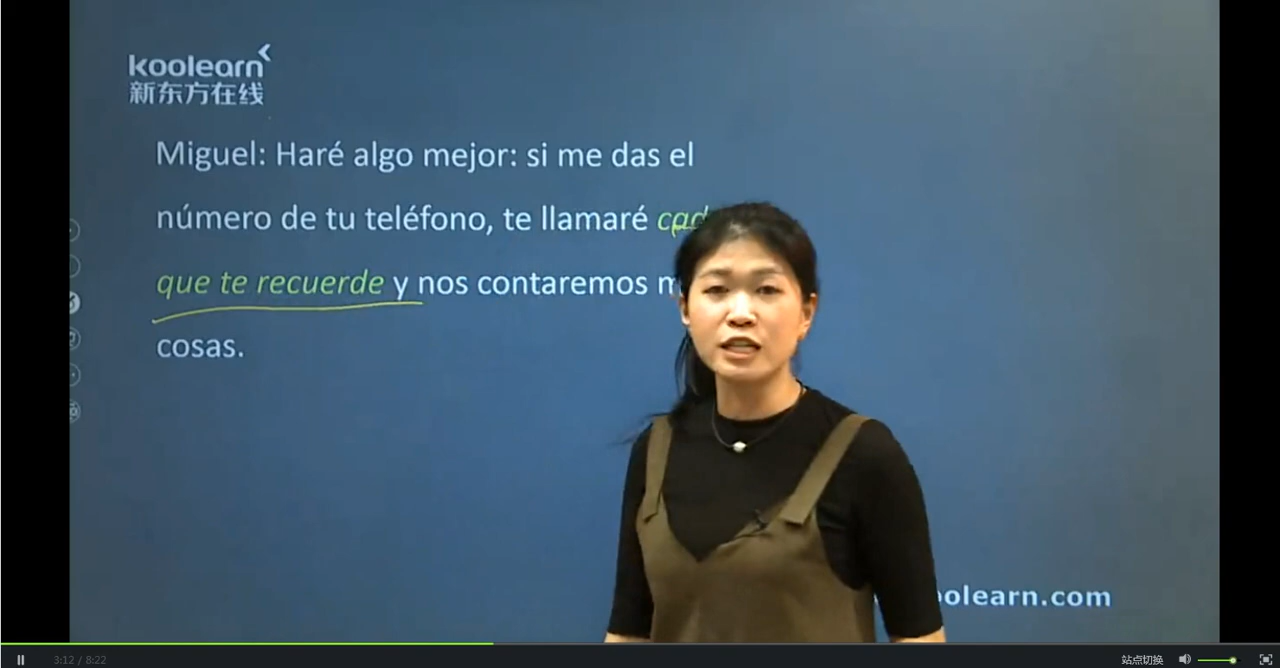 koolearn
新东方在线
Miguel: Haré algo mejor: si me das el
número de tu teléfono, te llamaré
que te recuerde y nos contaremos
cosas.
olearn.com
3:12 / 8:22
站点切换